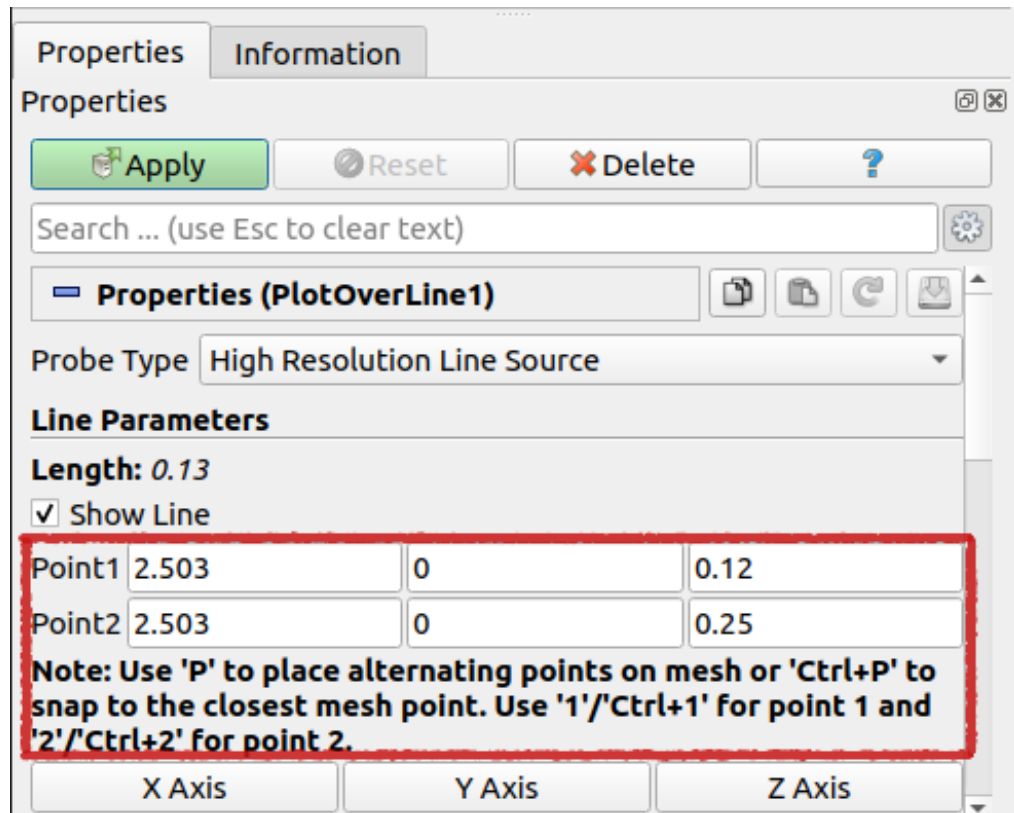 Properties Information
Properties
Apply Reset Delete ?
Search ... (use Esc to clear text)
Properties (PlotOverLine1)
Probe Type High Resolution Line Source
Line Parameters
Length: 0.13
Show Line
Point1 2.503 0 0.12
Point2 2.503 0 0.25
Note: Use 'P' to place alternating points on mesh or 'Ctrl+P' to
snap to the closest mesh point. Use '1'/'Ctrl+1' for point 1 and
'2'/'Ctrl+2' for point 2.
X Axis Y Axis Z Axis